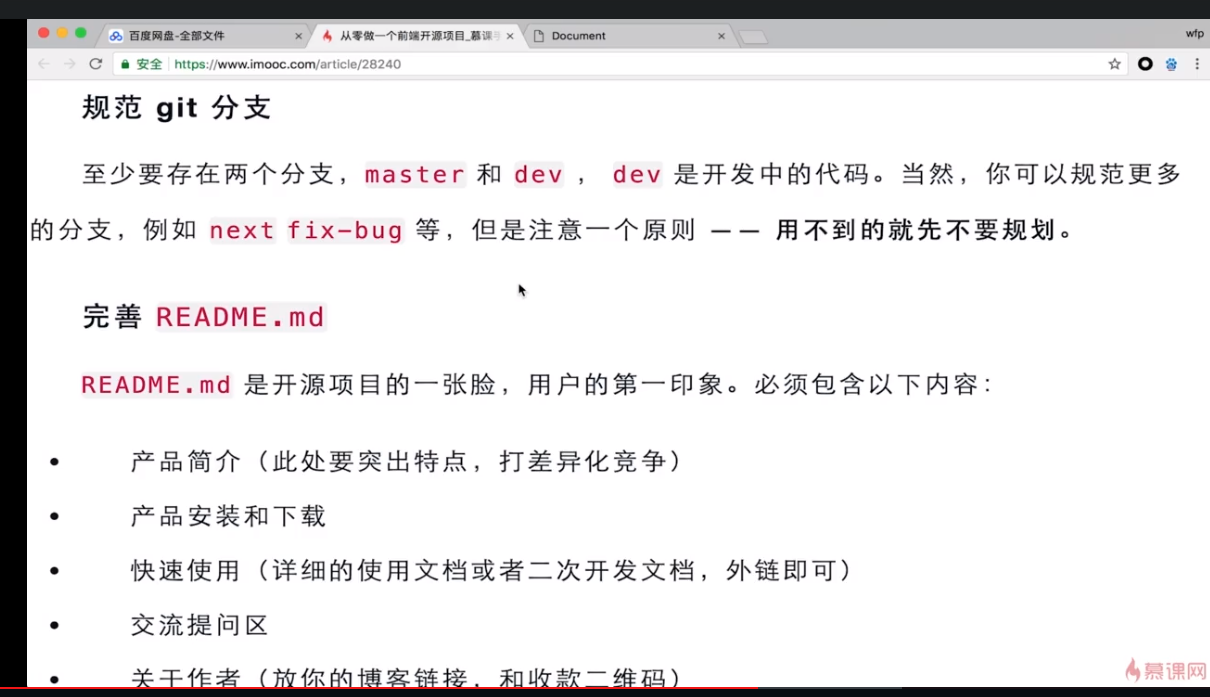 百度网盘-全部文件
从零做一个前端开源项目_慕课
Document
wfp
安全 https://www.imooc.com/article/28240
规范 git 分支
至少要存在两个分支，master 和 dev ， dev 是开发中的代码。当然，你可以规范更多
的分支，例如 next fix-bug 等，但是注意一个原则 —— 用不到的就先不要规划。
完善 README.md
README.md 是开源项目的一张脸，用户的第一印象。必须包含以下内容：
• 产品简介（此处要突出特点，打差异化竞争）
• 产品安装和下载
• 快速使用（详细的使用文档或者二次开发文档，外链即可）
• 交流提问区
• 关于作者（放你的博客链接，和收款二维码）
慕课网